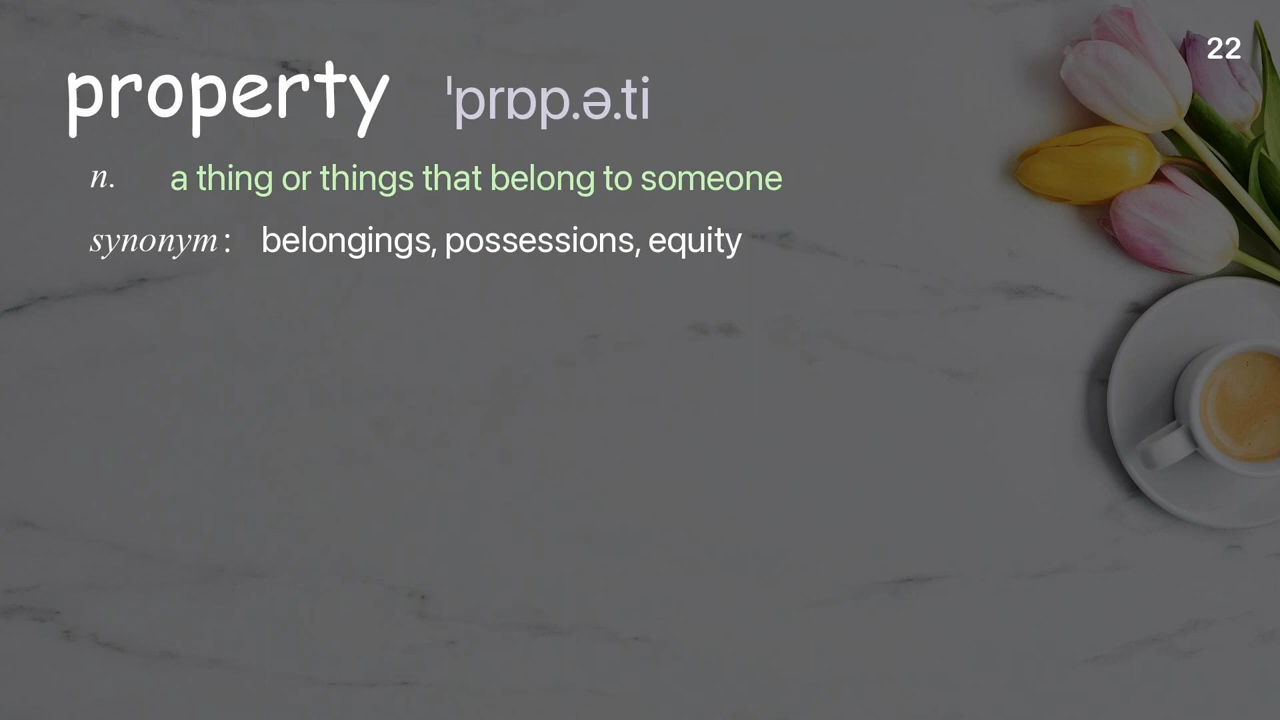 22
property ˈprɒp.ə.ti
n. a thing or things that belong to someone
synonym: belongings, possessions, equity